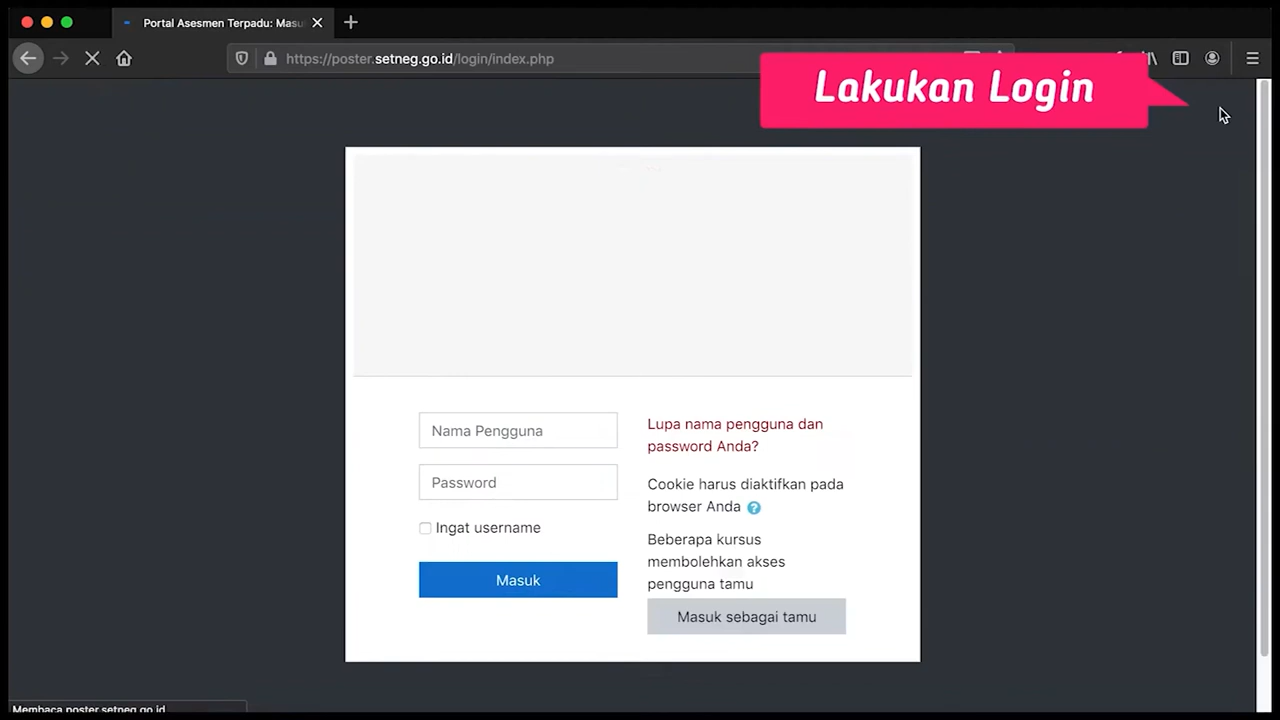 Portal Asesmen Terpadu: Masu
https://poster.setneg.go.id/login/index.php
Lakukan Login
Nama Pengguna
Password
Ingat username
Masuk
Lupa nama pengguna dan
password Anda?
Cookie harus diaktifkan pada
browser Anda
Beberapa kursus
membolehkan akses
pengguna tamu
Masuk sebagai tamu
Membaca poster.setneg.go.id